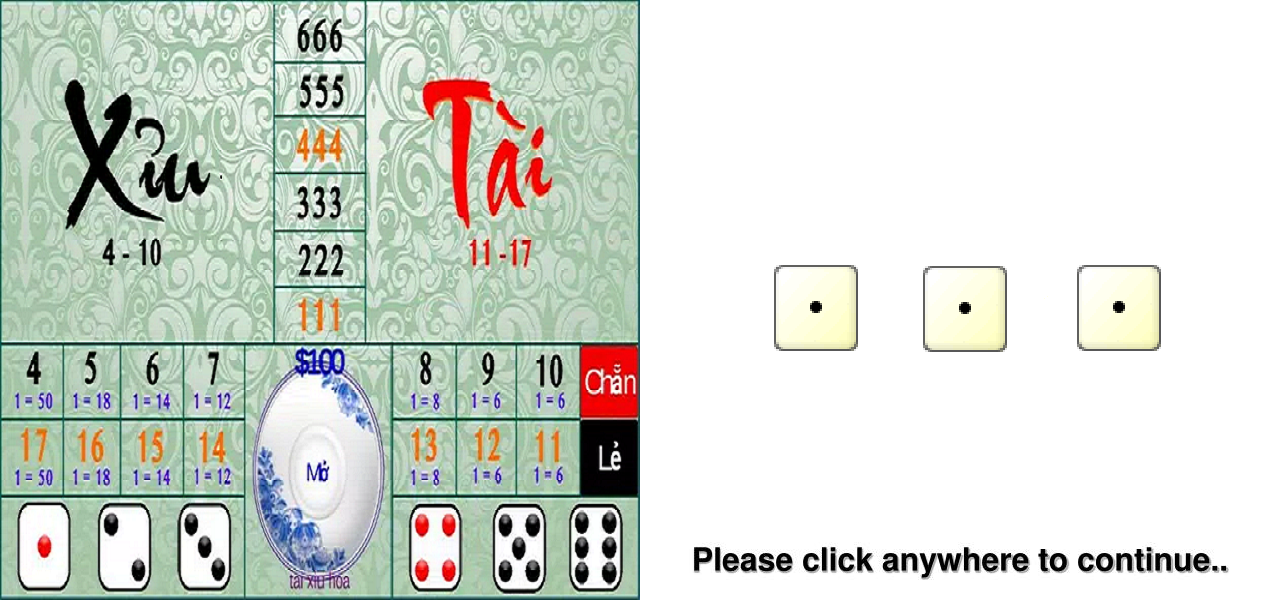 Xỉu
4 - 10
666
555
444
333
222
111
Tài
11 -17
4 5 6 7
1 = 50 1 = 18 1 = 14 1 = 12
17 16 15 14
1 = 50 1 = 18 1 = 14 1 = 12
$100
Mở
tài xỉu hoa
8 9 10 Chẵn
1 = 8 1 = 6 1 = 6
13 12 11 Lẻ
1 = 8 1 = 6 1 = 6
Please click anywhere to continue..